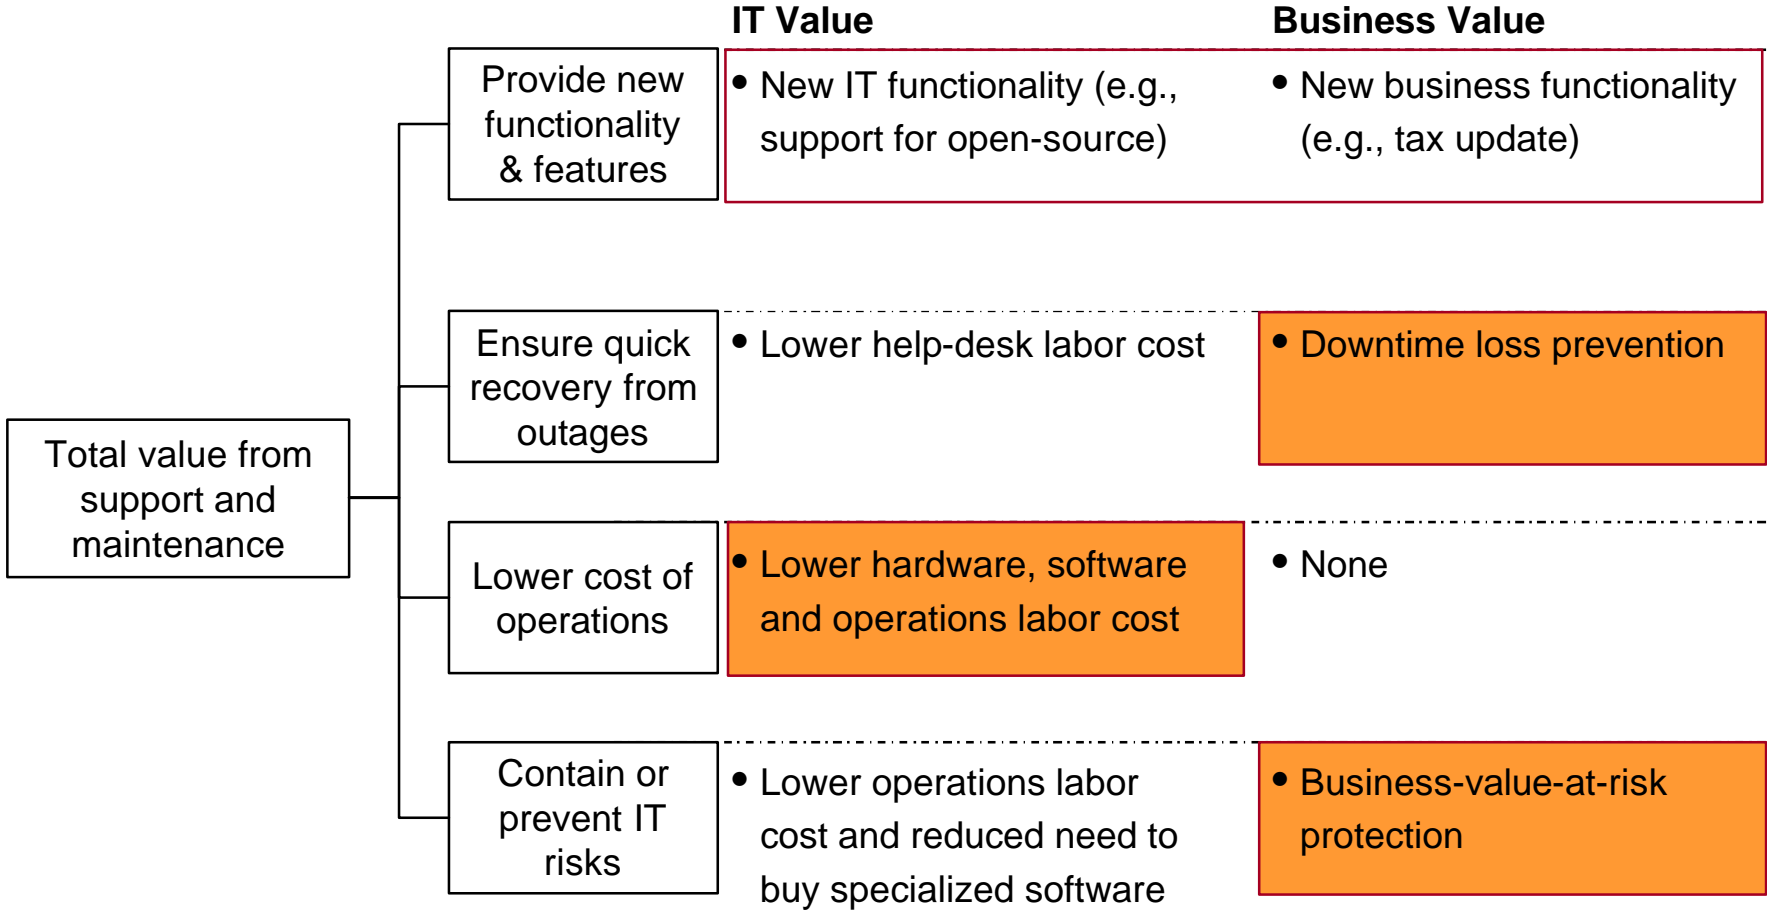 IT Value
Business Value
Provide new
functionality
& features
• New IT functionality (e.g.,
support for open-source)
• New business functionality
(e.g., tax update)
Ensure quick
recovery from
outages
• Lower help-desk labor cost
• Downtime loss prevention
Total value from
support and
maintenance
Lower cost of
operations
• Lower hardware, software
and operations labor cost
• None
Contain or
prevent IT
risks
• Lower operations labor
cost and reduced need to
buy specialized software
• Business-value-at-risk
protection